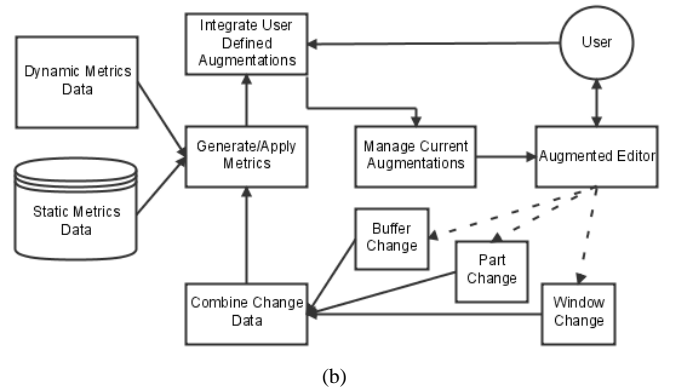 Integrate User
Defined
Augmentations
User
Dynamic Metrics
Data
Generate/Apply
Metrics
Manage Current
Augmentations
Augmented Editor
Static Metrics
Data
Buffer
Change
Part
Change
Combine Change
Data
Window
Change
(b)